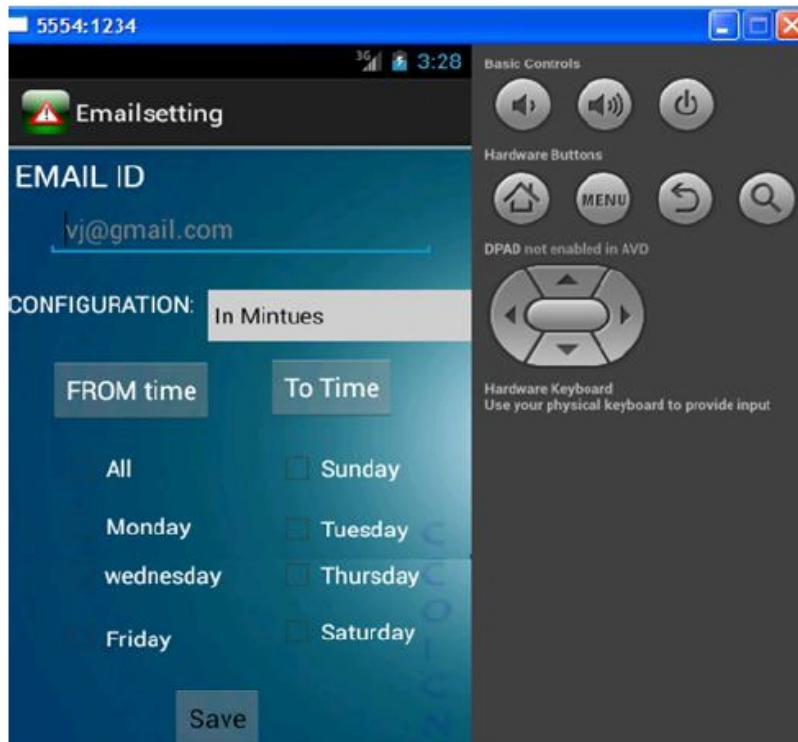 5554:1234
3G 3:28
Emailsetting
EMAIL ID
vj@gmail.com
CONFIGURATION: In Mintues
FROM time To Time
All Sunday
Monday Tuesday
wednesday Thursday
Friday Saturday
Save
Basic Controls
Hardware Buttons
MENU
DPAD not enabled in AVD
Hardware Keyboard
Use your physical keyboard to provide input